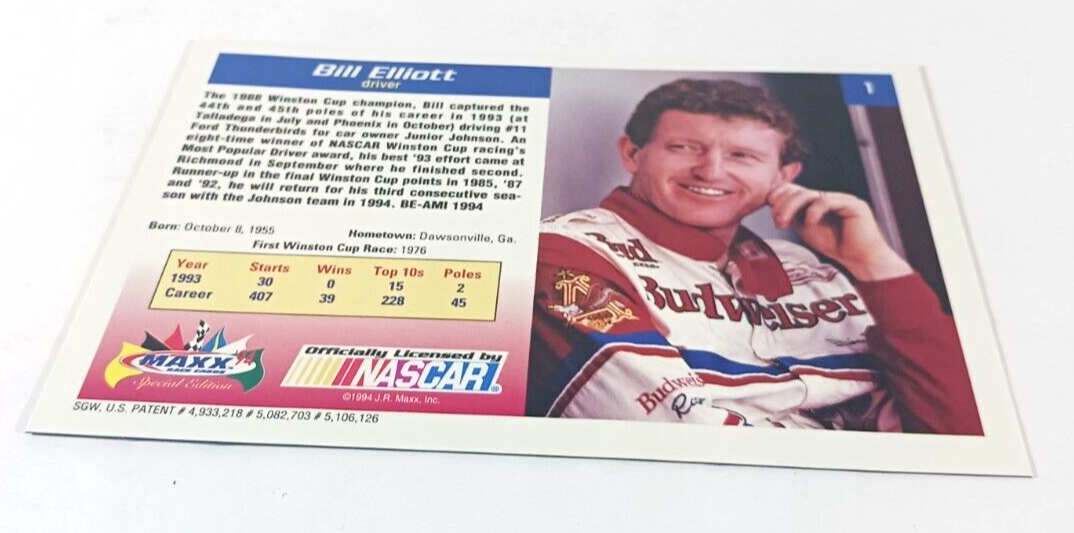 Bill Elliott
driver
1
The 1988 Winston Cup champion, Bill captured the
44th and 45th poles of his career in 1993 (at
Talladega in July and Phoenix in October) driving #11
Ford Thunderbirds for car owner Junior Johnson. An
eight-time winner of NASCAR Winston Cup racing's
Most Popular Driver award, his best '93 effort came at
Richmond in September where he finished second.
Runner-up in the final Winston Cup points in 1985, '87
and '92, he will return for his third consecutive sea-
son with the Johnson team in 1994. BE-AMI 1994
Born: October 8, 1955 Hometown: Dawsonville, Ga.
First Winston Cup Race: 1976
Year Starts Wins Top 10s Poles
1993 30 0 15 2
Career 407 39 228 45
MAXX '94
RACE CARDS
Special Edition
Officially Licensed by
NASCAR®
©1994 J.R. Maxx, Inc.
SGW, U.S. PATENT # 4,933,218 # 5,082,703 # 5,106,126
Bud
Budweiser